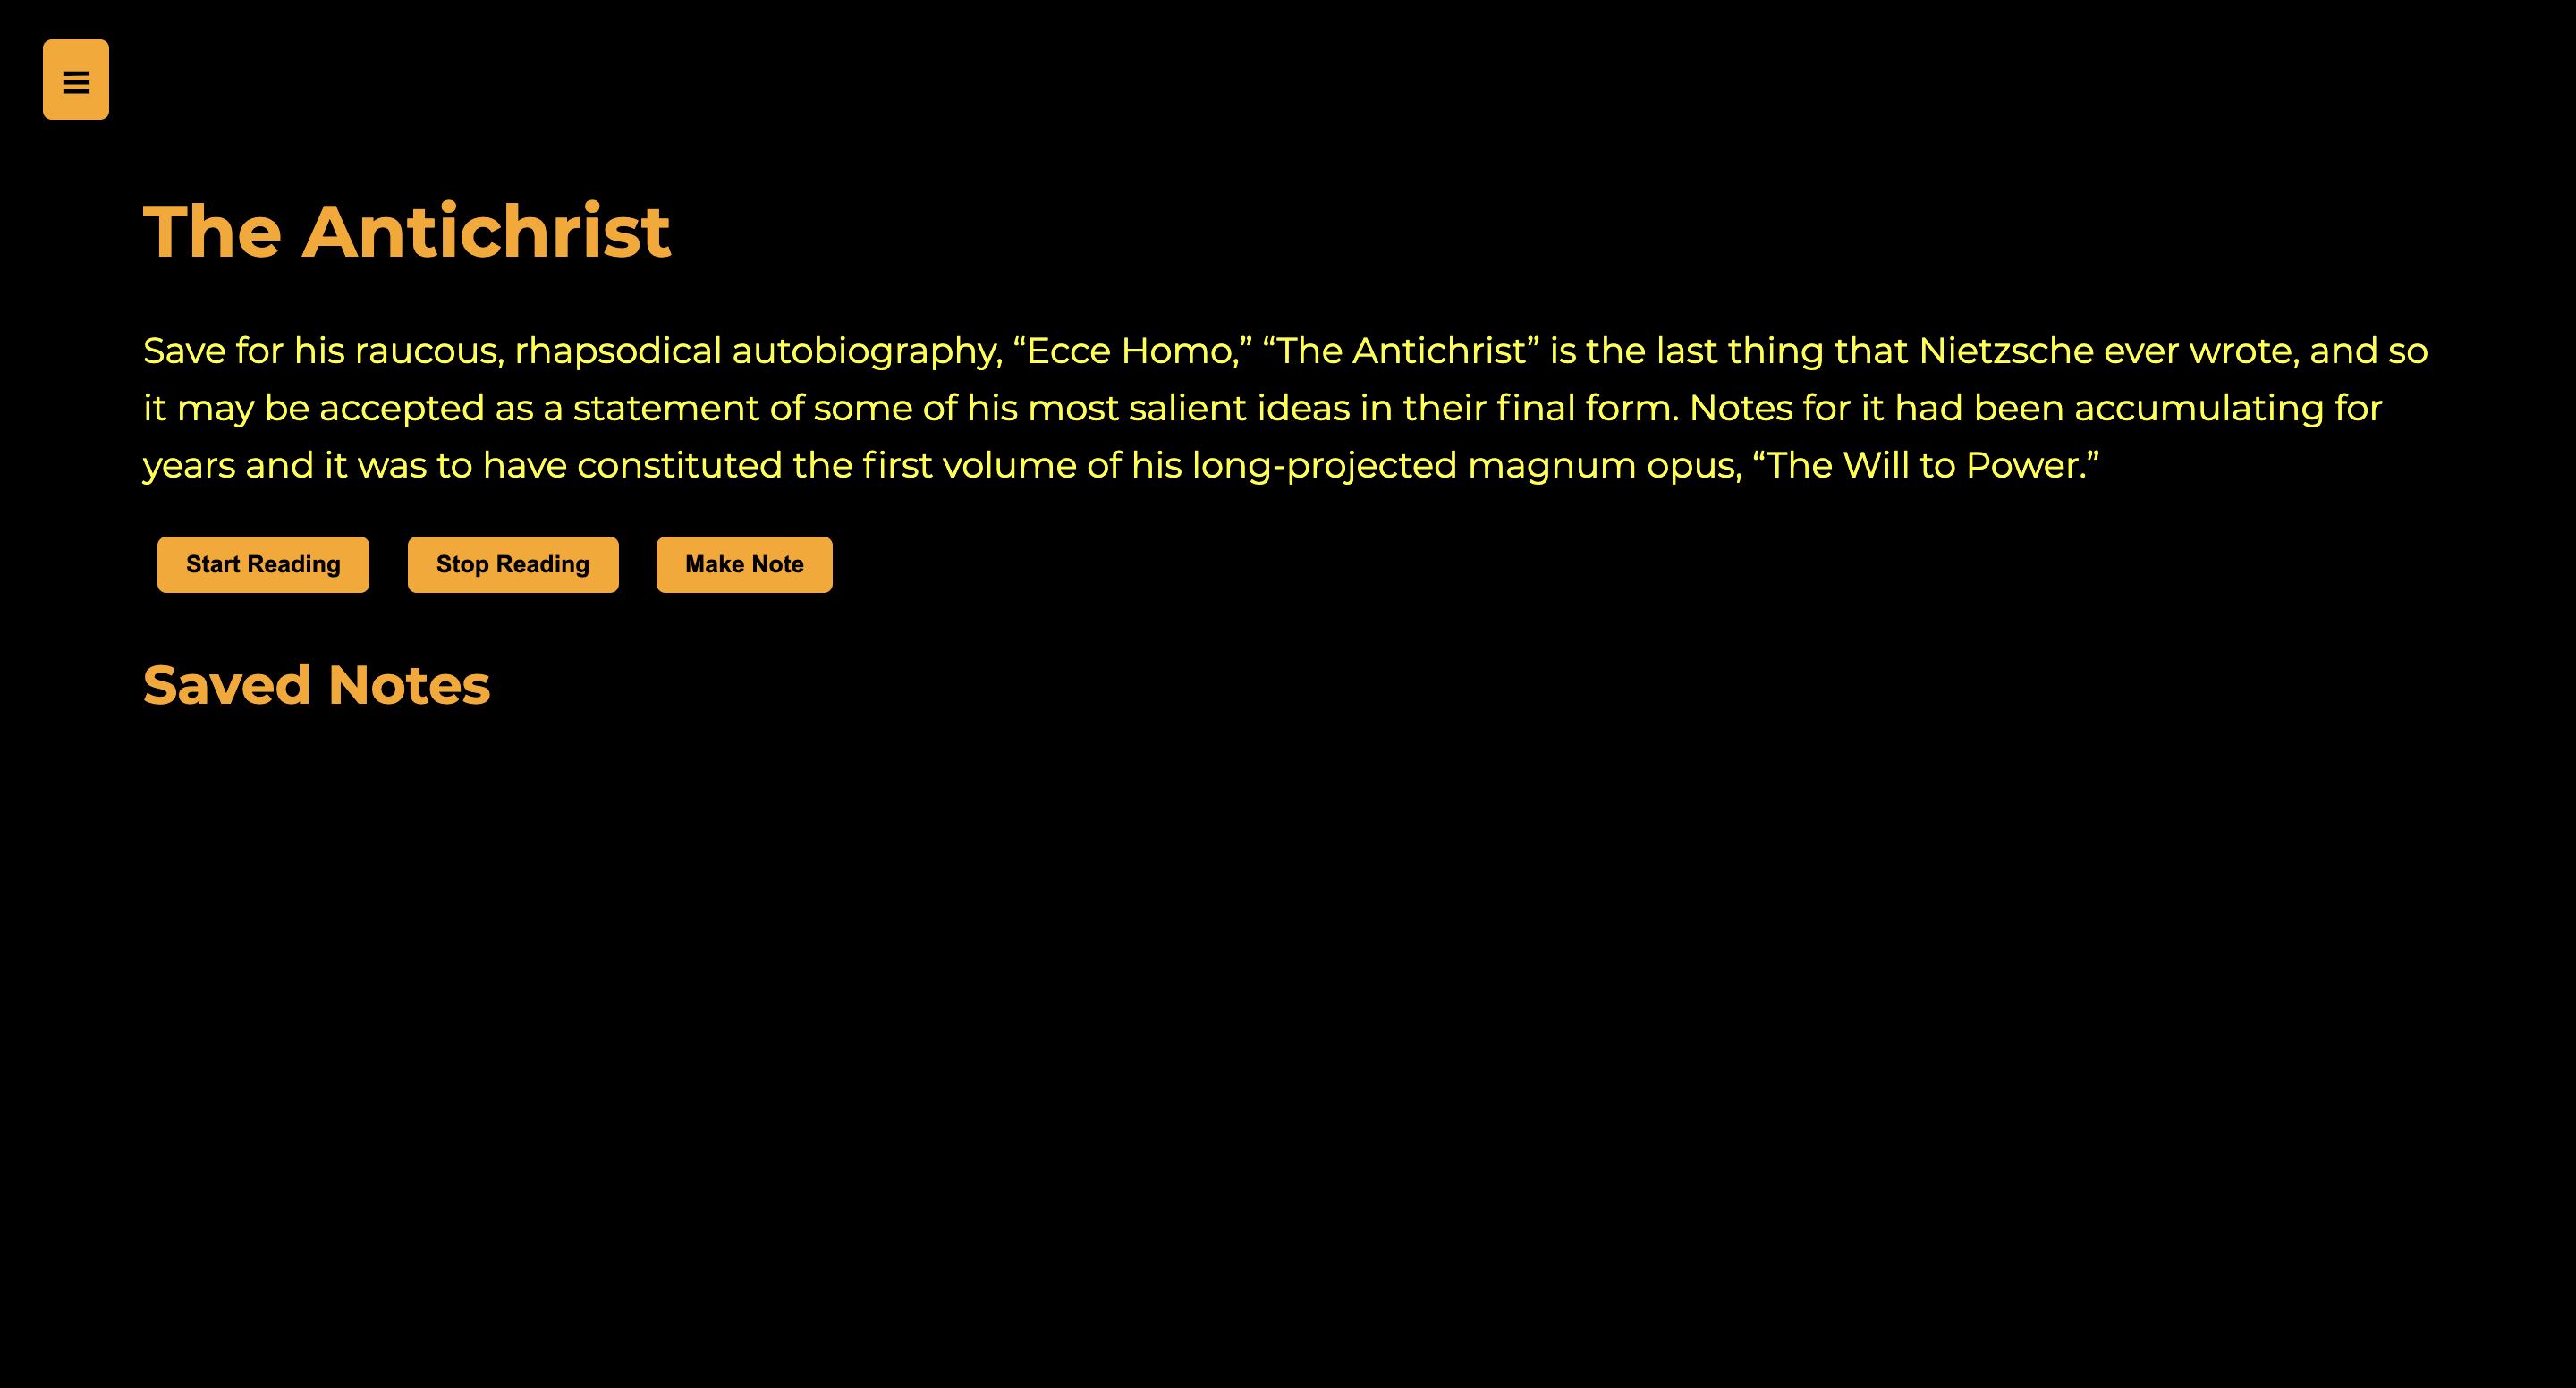 The Antichrist
Save for his raucous, rhapsodical autobiography, “Ecce Homo,” “The Antichrist” is the last thing that Nietzsche ever wrote, and so
it may be accepted as a statement of some of his most salient ideas in their final form. Notes for it had been accumulating for
years and it was to have constituted the first volume of his long-projected magnum opus, “The Will to Power.”
Start Reading
Stop Reading
Make Note
Saved Notes